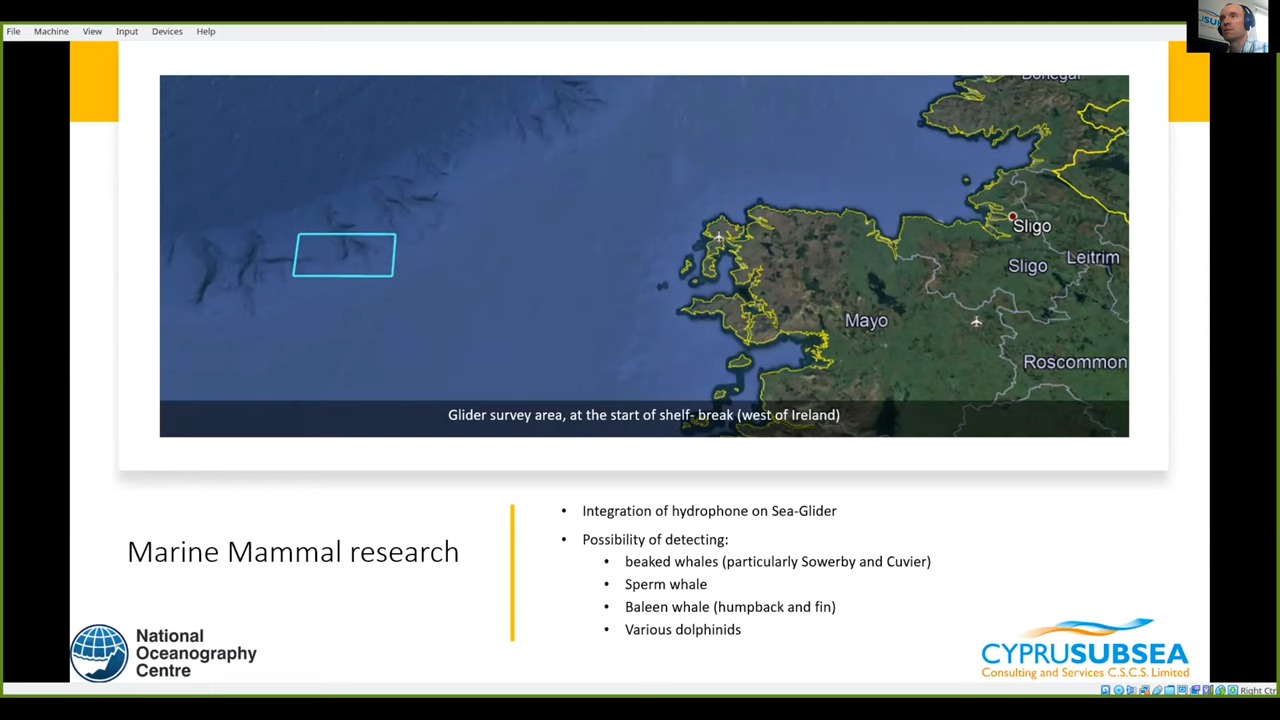 File Machine View Input Devices Help
Donegal
Sligo
Sligo
Leitrim
Mayo
Roscommon
Glider survey area, at the start of shelf- break (west of Ireland)
Marine Mammal research
• Integration of hydrophone on Sea-Glider
• Possibility of detecting:
• beaked whales (particularly Sowerby and Cuvier)
• Sperm whale
• Baleen whale (humpback and fin)
• Various dolphinids
National
Oceanography
Centre
CYPRUSUBSEA
Consulting and Services C.S.C.S. Limited
Right Ctr